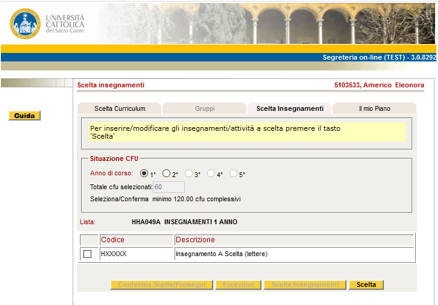 UNIVERSITÀ
CATTOLICA
del Sacro Cuore
Segreteria on-line (TEST) - 3.0.8292
Scelta insegnamenti 5103533, Americo Eleonora
Guida
Scelta Curriculum Gruppi Scelta Insegnamenti Il mio Piano
Per inserire/modificare gli insegnamenti/attività a scelta premere il tasto
'Scelta'
Situazione CFU
Anno di corso: 1° 2° 3° 4° 5°
Totale cfu selezionati: 60
Seleziona/Conferma minimo 120.00 cfu complessivi
Lista: HHA049A INSEGNAMENTI 1 ANNO
Codice Descrizione
HXXXXX Insegnamento A Scelta (lettere)
Conferma Scelte/Prosegui Eccezioni Scelta Insegnamenti Scelta